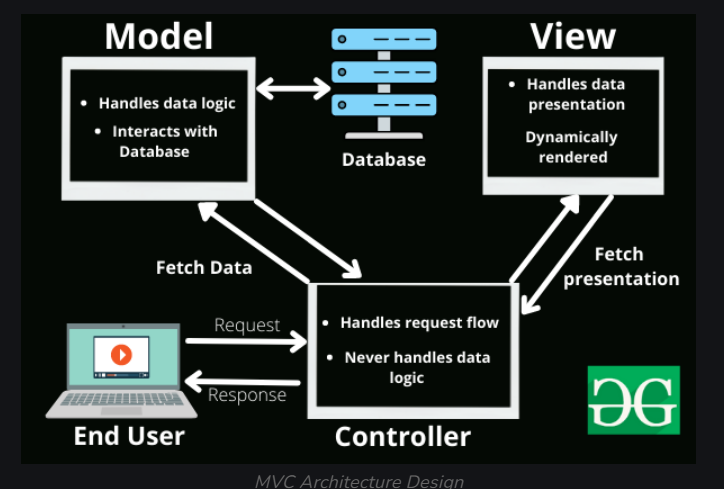 Model
View
• Handles data logic
• Interacts with
Database
Database
• Handles data
presentation
Dynamically
rendered
Fetch Data
Fetch
presentation
Request
Response
• Handles request flow
• Never handles data
logic
End User
Controller
MVC Architecture Design